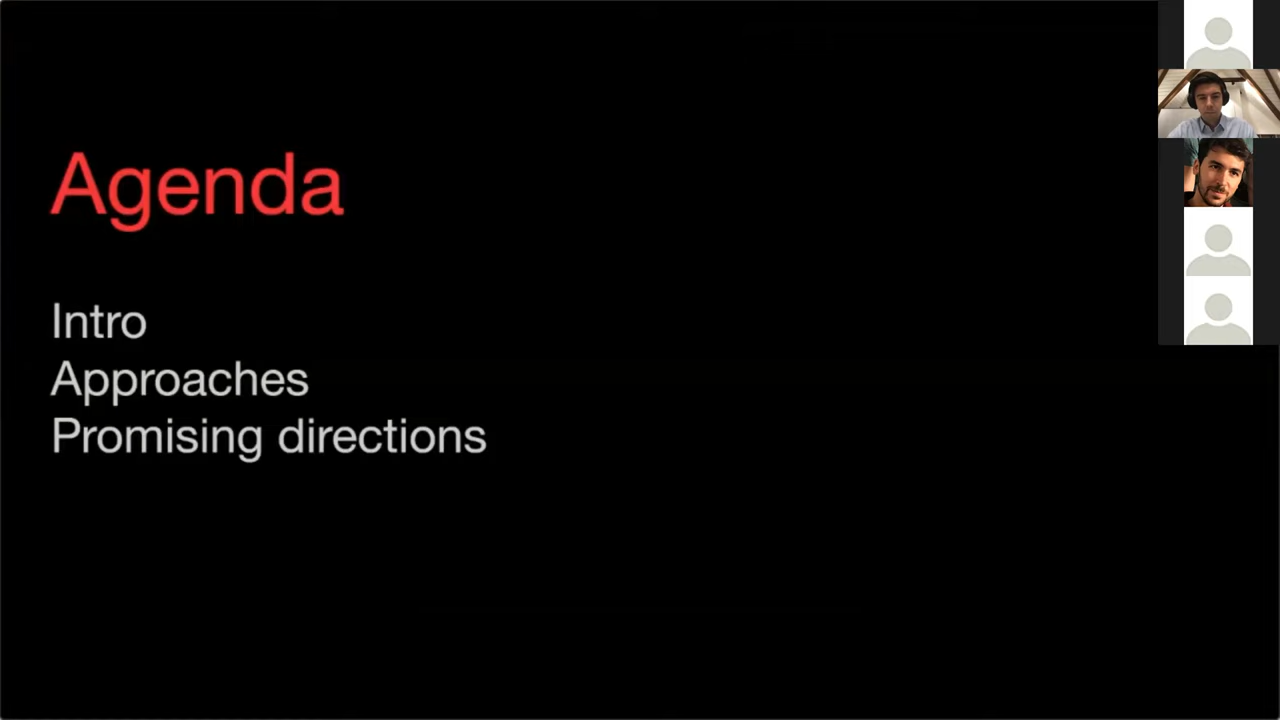 Agenda
Intro
Approaches
Promising directions